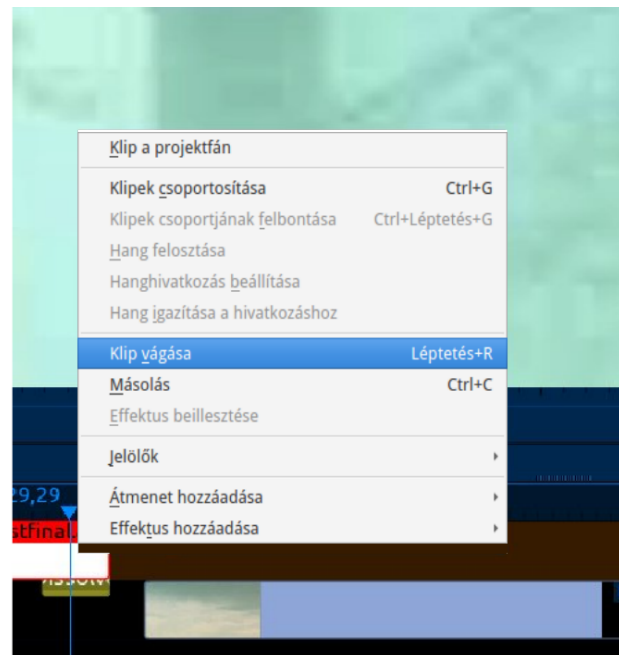 Klip a projektfán
Klipek csoportosítása Ctrl+G
Klipek csoportjának felbontása Ctrl+Léptetés+G
Hang felosztása
Hanghivatkozás beállítása
Hang igazítása a hivatkozáshoz
Klip vágása Léptetés+R
Másolás Ctrl+C
Effektus beillesztése
Jelölők
Átmenet hozzáadása
Effektus hozzáadása
29,29
stfinal.